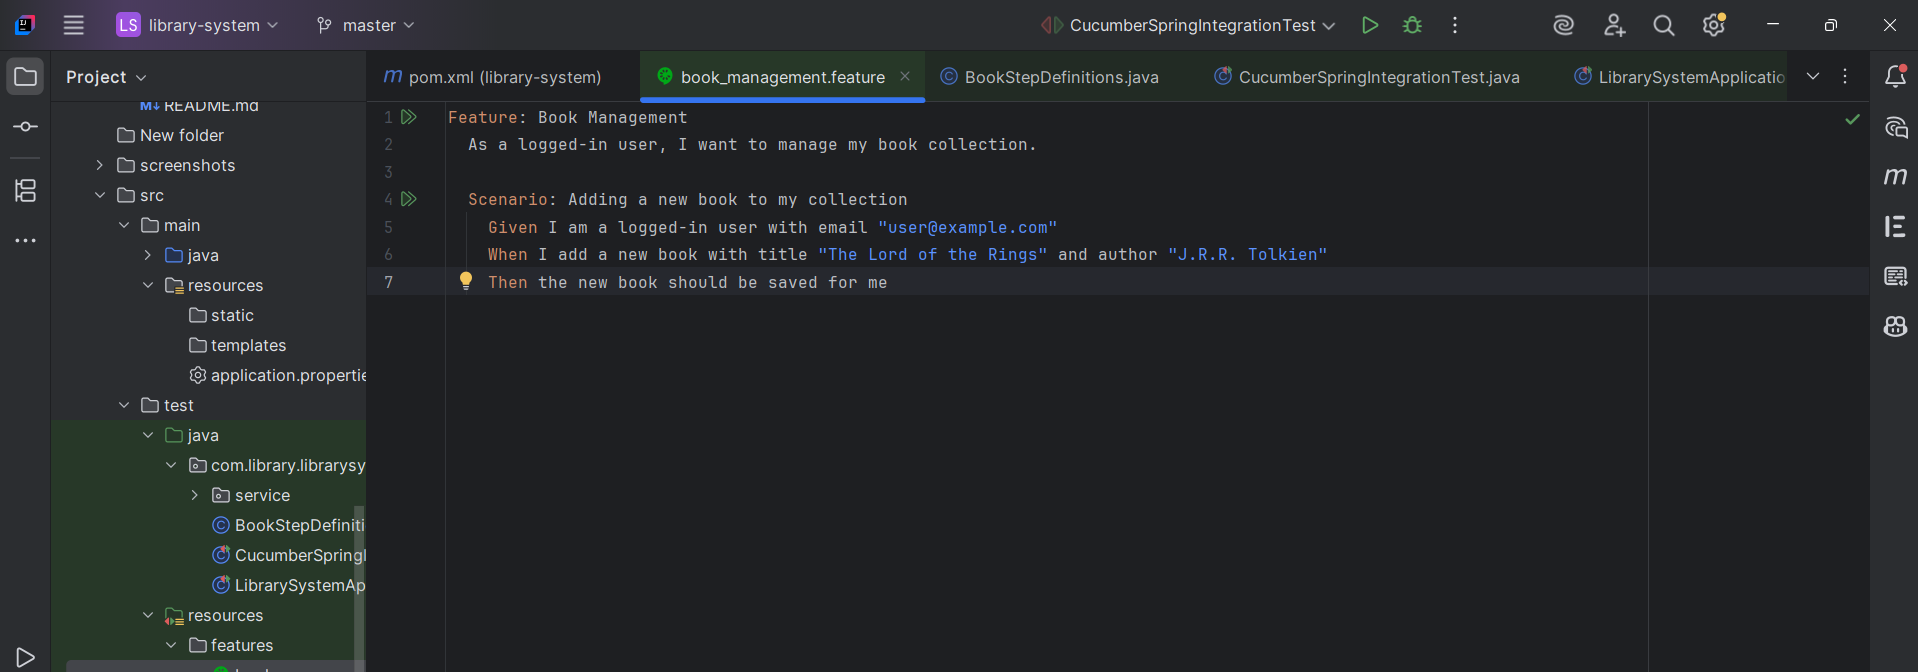 LS library-system master CucumberSpringIntegrationTest
Project
m pom.xml (library-system) book_management.feature BookStepDefinitions.java CucumberSpringIntegrationTest.java LibrarySystemApplicatio
README.md
New folder
screenshots
src
main
java
resources
static
templates
application.propertie
test
java
com.library.librarysy
service
BookStepDefiniti
CucumberSpringI
LibrarySystemAp
resources
features
1 Feature: Book Management
2 As a logged-in user, I want to manage my book collection.
3
4 Scenario: Adding a new book to my collection
5 Given I am a logged-in user with email "user@example.com"
6 When I add a new book with title "The Lord of the Rings" and author "J.R.R. Tolkien"
7 Then the new book should be saved for me